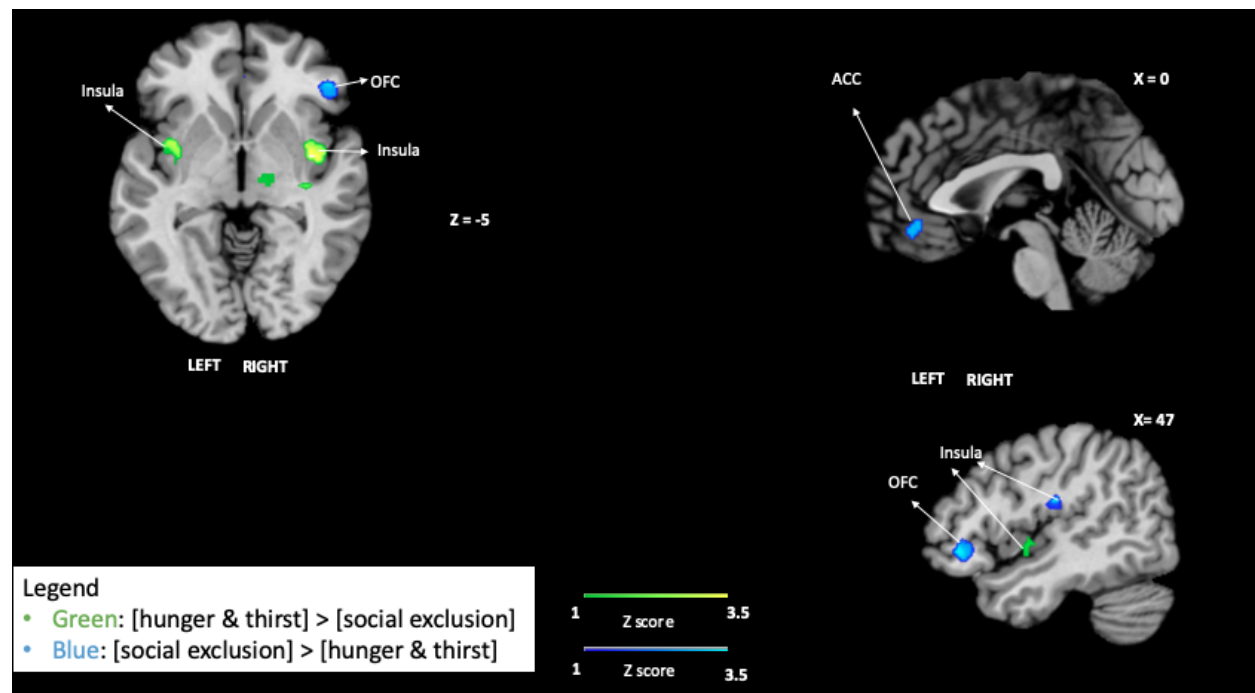 Insula
OFC
Insula
Z = -5
LEFT RIGHT
ACC
X = 0
LEFT RIGHT
X= 47
Insula
OFC
Legend
• Green: [hunger & thirst] > [social exclusion]
• Blue: [social exclusion] > [hunger & thirst]
1 Z score 3.5
1 Z score 3.5